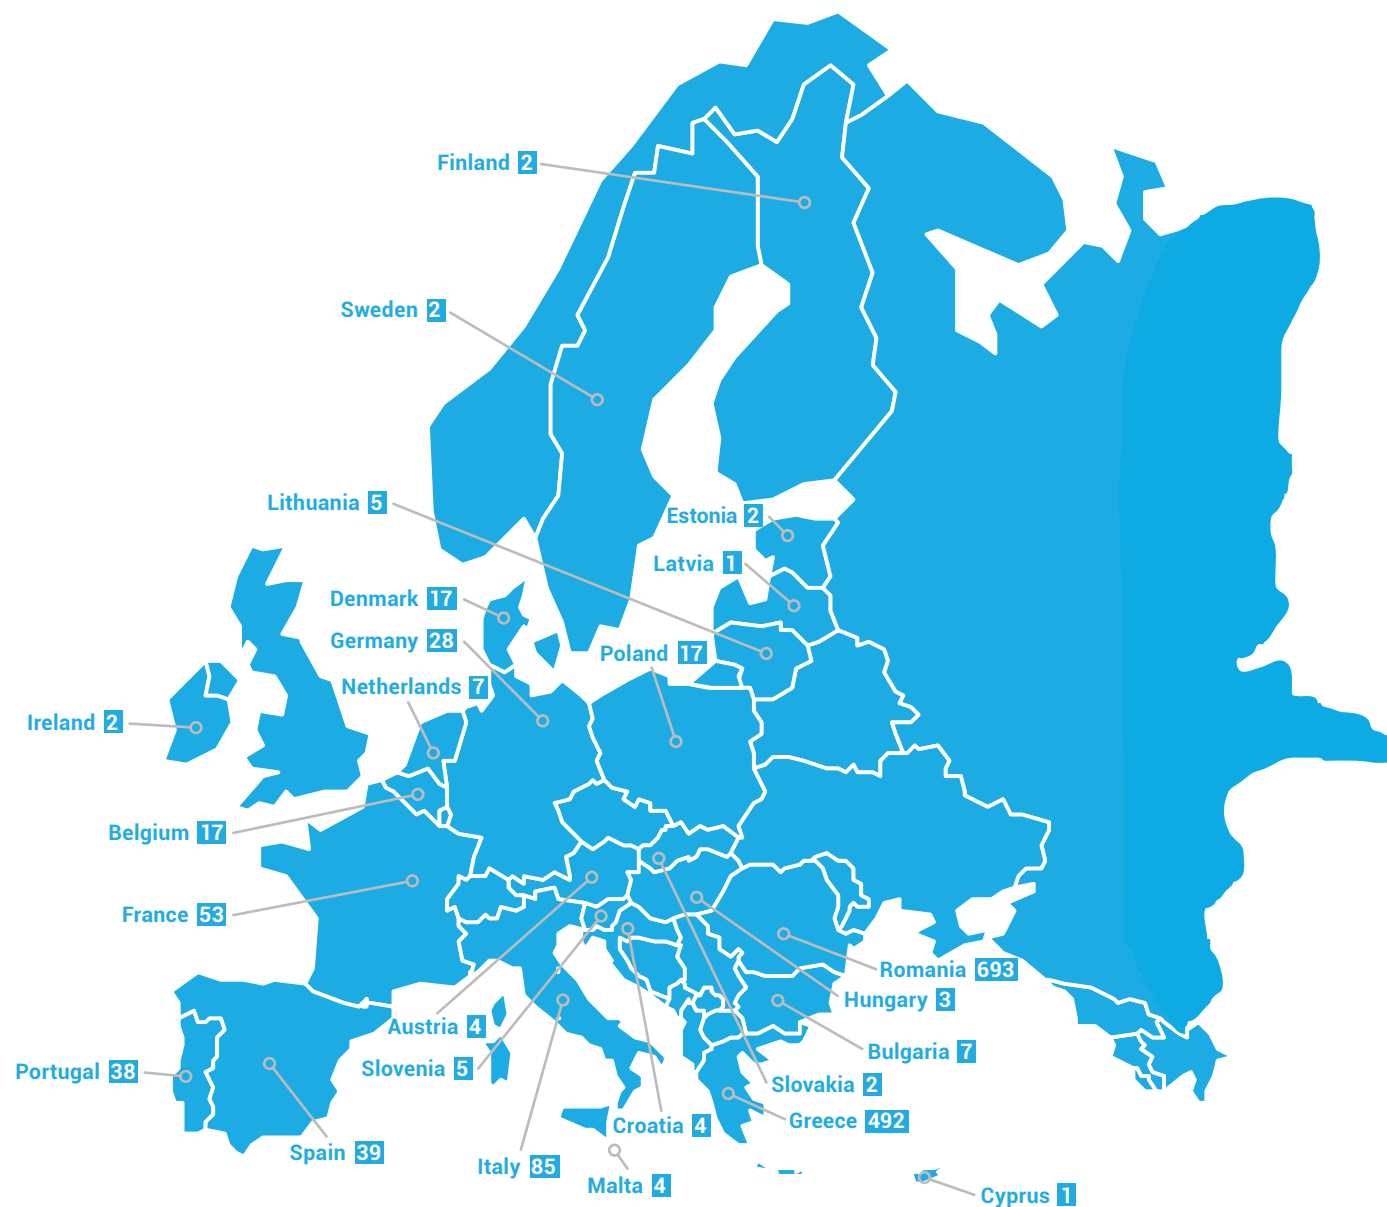 Finland 2
Sweden 2
Lithuania 5
Estonia 2
Latvia 1
Denmark 17
Germany 28
Poland 17
Netherlands 7
Ireland 2
Belgium 17
France 53
Romania 693
Hungary 3
Austria 4
Bulgaria 7
Slovenia 5
Portugal 38
Slovakia 2
Greece 492
Croatia 4
Spain 39
Italy 85
Malta 4
Cyprus 1